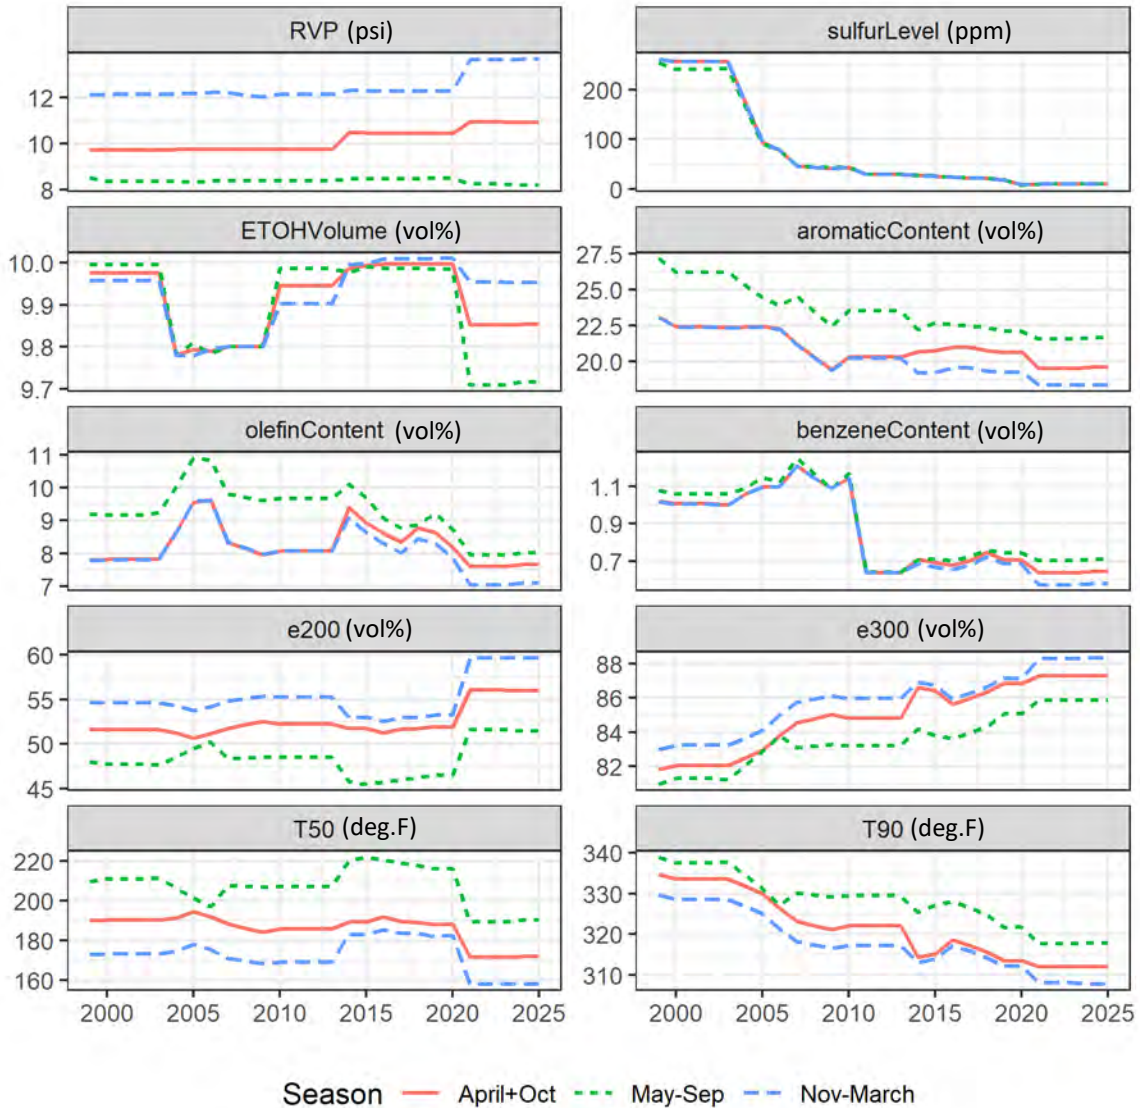 RVP (psi)
sulfurLevel (ppm)
12
10
8
200
100
0
ETOHVolume (vol%)
aromaticContent (vol%)
10.0
9.9
9.8
9.7
27.5
25.0
22.5
20.0
olefinContent (vol%)
benzeneContent (vol%)
11
10
9
8
7
1.1
0.9
0.7
e200 (vol%)
e300 (vol%)
60
55
50
45
88
86
84
82
T50 (deg.F)
T90 (deg.F)
220
200
180
160
340
330
320
310
2000 2005 2010 2015 2020 2025
2000 2005 2010 2015 2020 2025
Season April+Oct May-Sep Nov-March